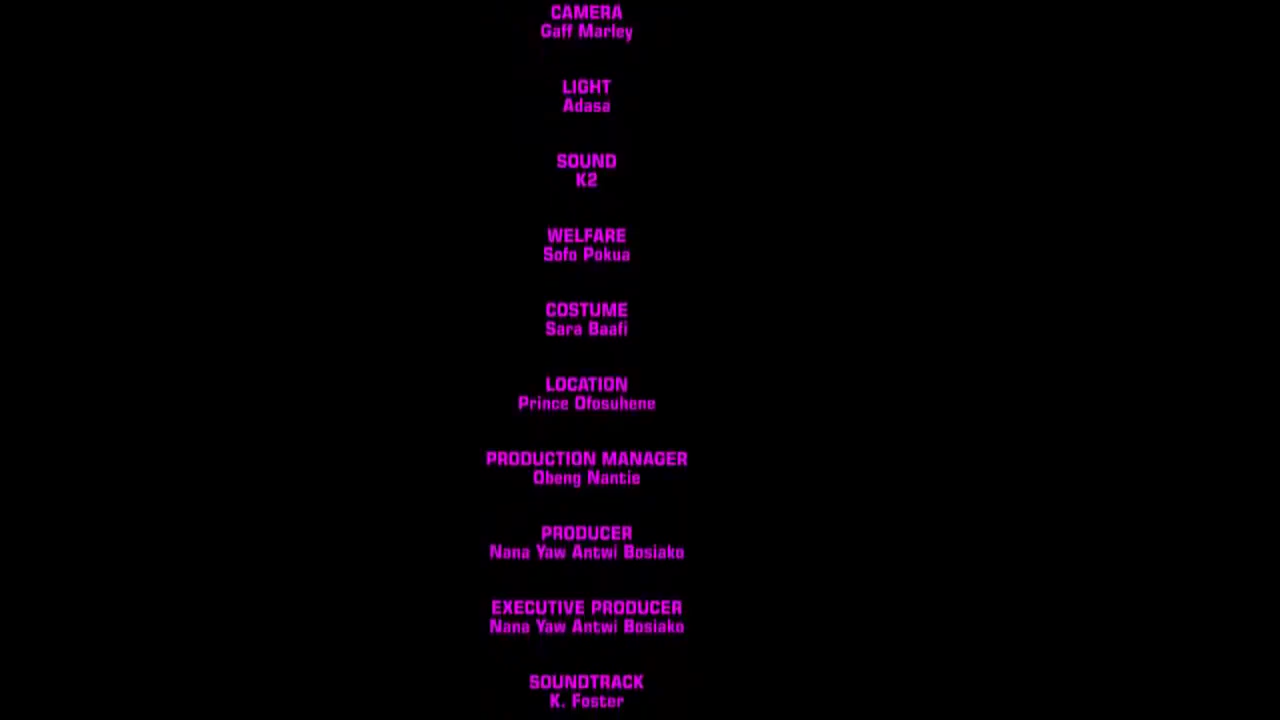 CAMERA
Gaff Marley
LIGHT
Adasa
SOUND
K2
WELFARE
Sofo Pokua
COSTUME
Sara Baafi
LOCATION
Prince Ofosuhene
PRODUCTION MANAGER
Obeng Nantie
PRODUCER
Nana Yaw Antwi Bosiako
EXECUTIVE PRODUCER
Nana Yaw Antwi Bosiako
SOUNDTRACK
K. Foster